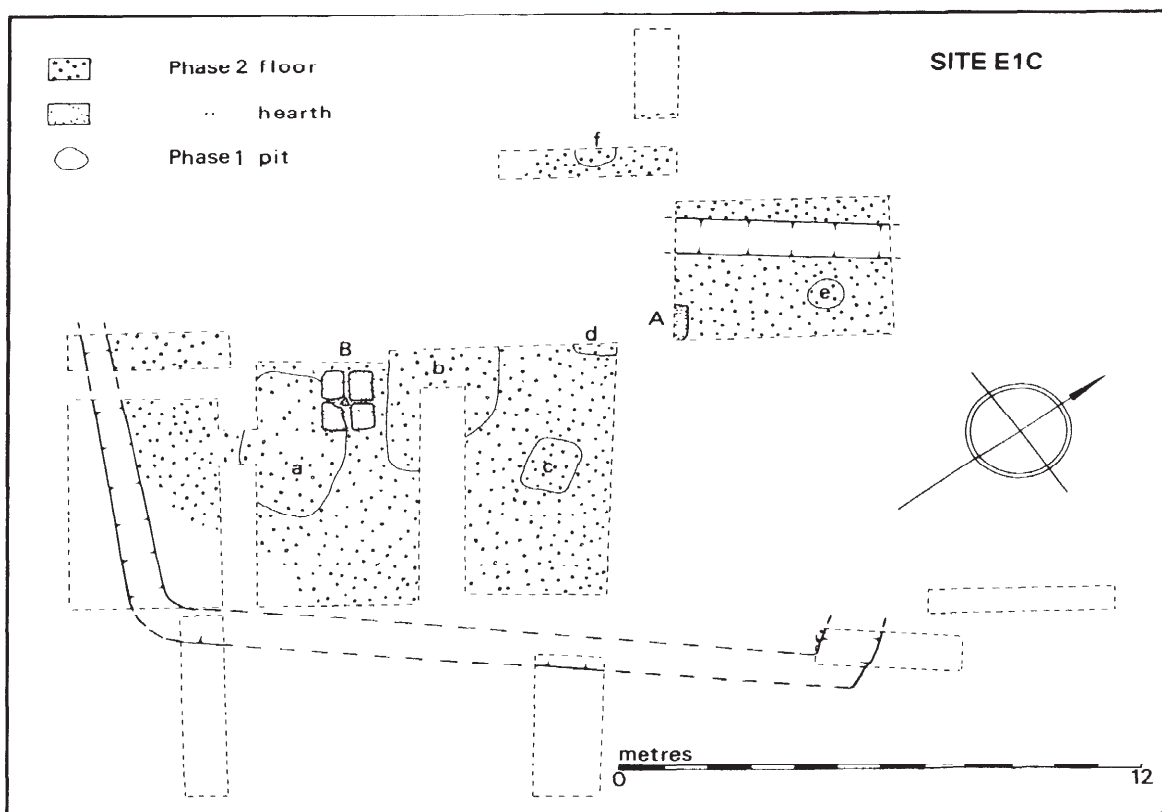 SITE E1C
Phase 2 floor
·· hearth
Phase 1 pit
f
e
A
d
B
b
a
c
metres
0 12